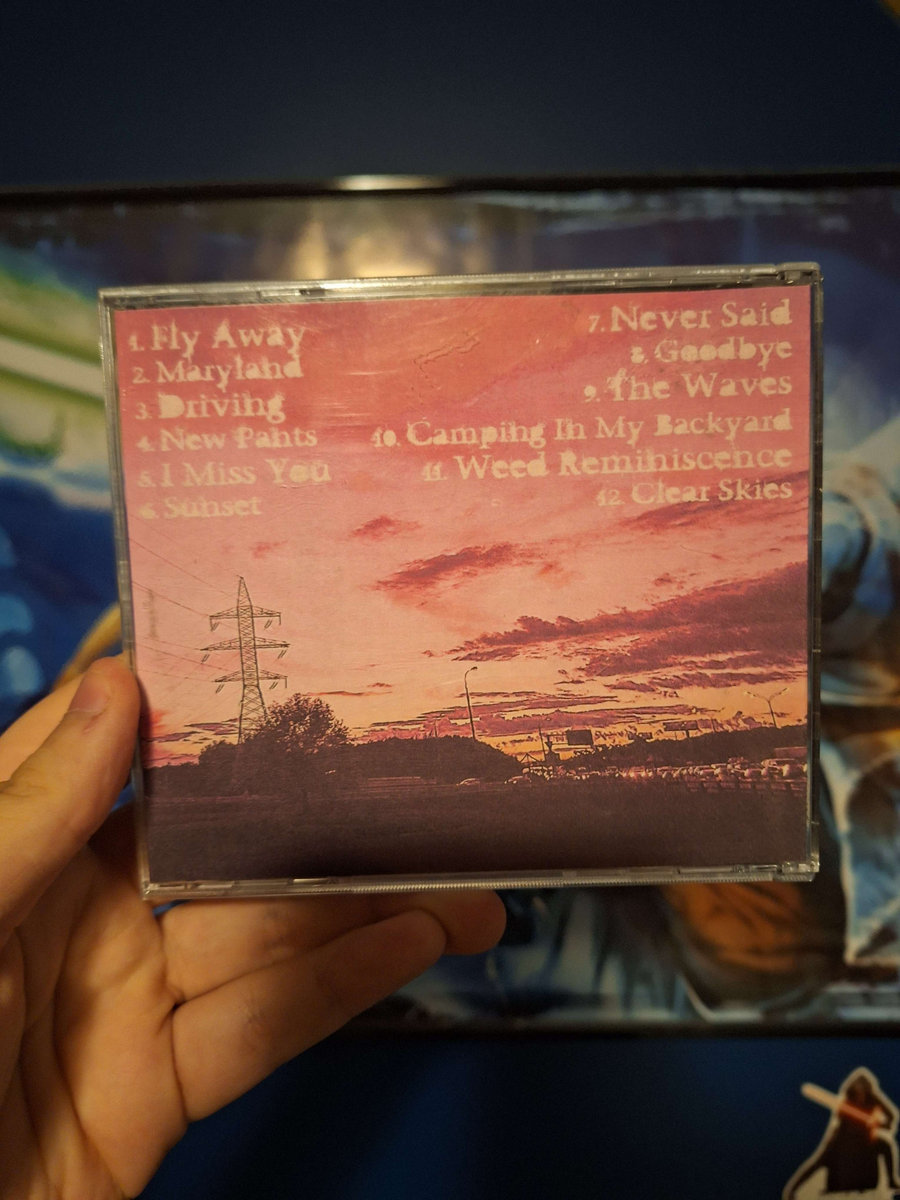 1. Fly Away
2. Maryland
3. Driving
4. New Pants
5. I Miss You
6. Sunset
7. Never Said
8. Goodbye
9. The Waves
10. Camping In My Backyard
11. Weed Reminiscence
12. Clear Skies